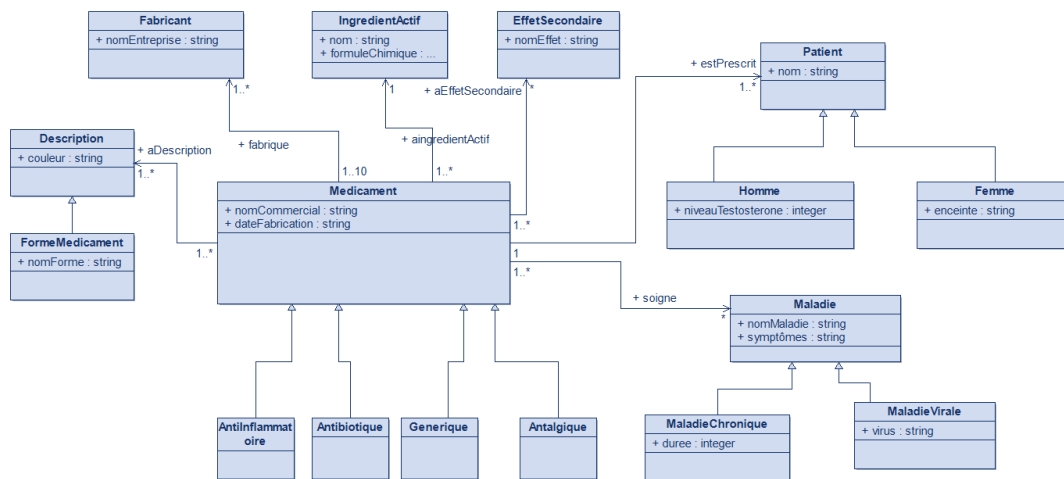 Fabricant
+ nomEntreprise : string
IngredientActif
+ nom : string
+ formuleChimique : ...
EffetSecondaire
+ nomEffet : string
Patient
+ nom : string
+ estPrescrit
1..*
1..*
1
+ aEffetSecondaire
*
+ fabrique
+ aingredientActif
Description
+ couleur : string
+ aDescription
1..*
1..10
1..*
Medicament
+ nomCommercial : string
+ dateFabrication : string
Homme
+ niveauTestosterone : integer
Femme
+ enceinte : string
FormeMedicament
+ nomForme : string
1..*
1..*
1
1..*
+ soigne
*
Maladie
+ nomMaladie : string
+ symptômes : string
AntiInflammat
oire
Antibiotique
Generique
Antalgique
MaladieChronique
+ duree : integer
MaladieVirale
+ virus : string